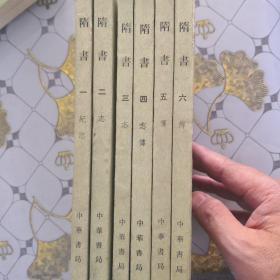 隋書 一 紀志 中華書局
隋書 二 志 中華書局
隋書 三 志 中華書局
隋書 四 志傳 中華書局
隋書 五 傳 中華書局
隋書 六 傳 中華書局